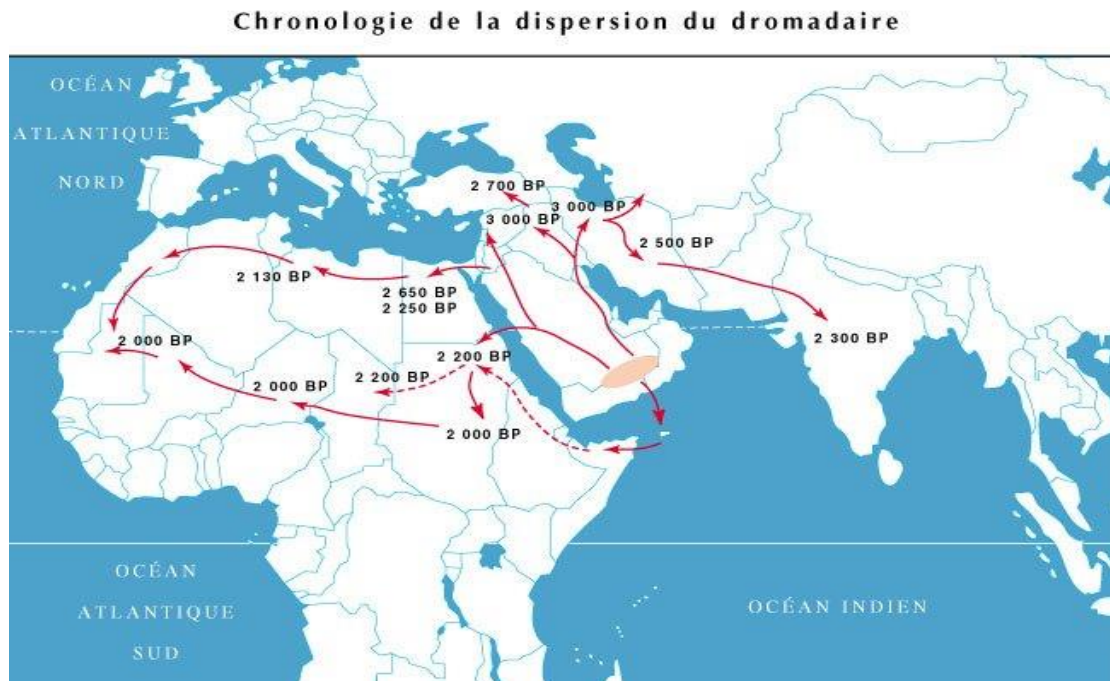 Chronologie de la dispersion du dromadaire
OCÉAN
ATLANTIQUE
NORD
2 700 BP
3 000 BP
3 000 BP
2 500 BP
2 130 BP
2 650 BP
2 250 BP
2 000 BP
2 200 BP
2 300 BP
2 200 BP
2 000 BP
2 000 BP
OCÉAN
ATLANTIQUE
SUD
OCÉAN INDIEN